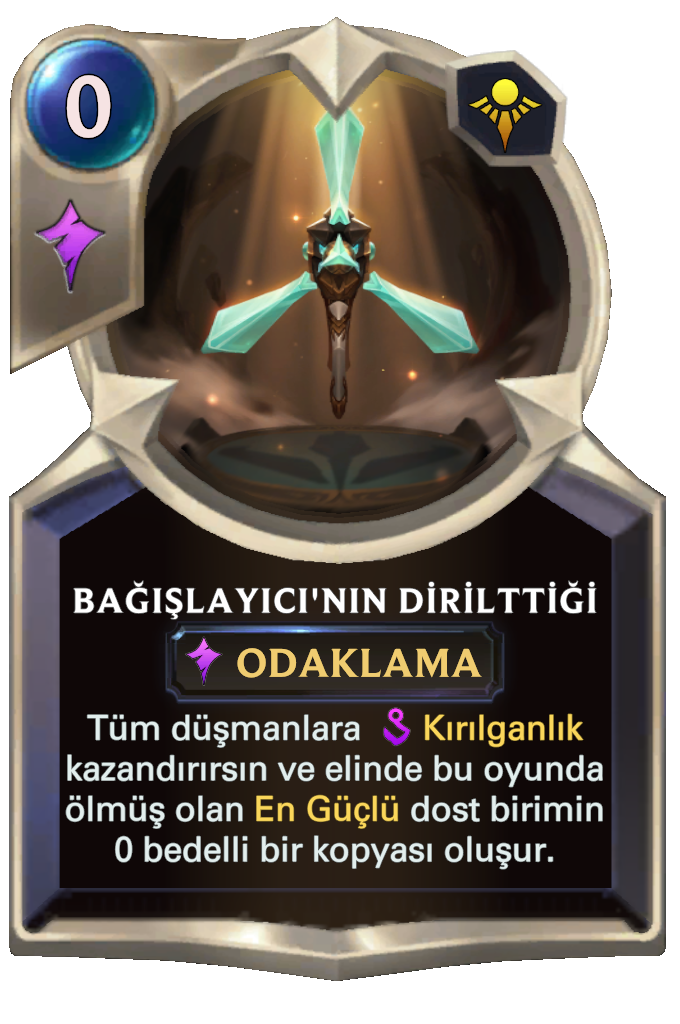 0
BAĞIŞLAYICI'NIN DİRİLTTİĞİ
ODAKLAMA
Tüm düşmanlara Kırılganlık
kazandırırsın ve elinde bu oyunda
ölmüş olan En Güçlü dost birimin
0 bedelli bir kopyası oluşur.